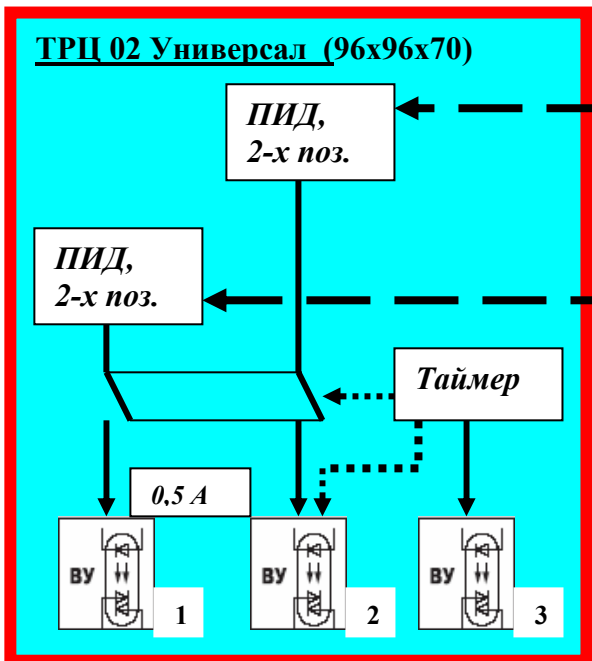 ТРЦ 02 Универсал (96х96х70)
ПИД,
2-х поз.
ПИД,
2-х поз.
Таймер
0,5 А
ВУ
1
ВУ
2
ВУ
3